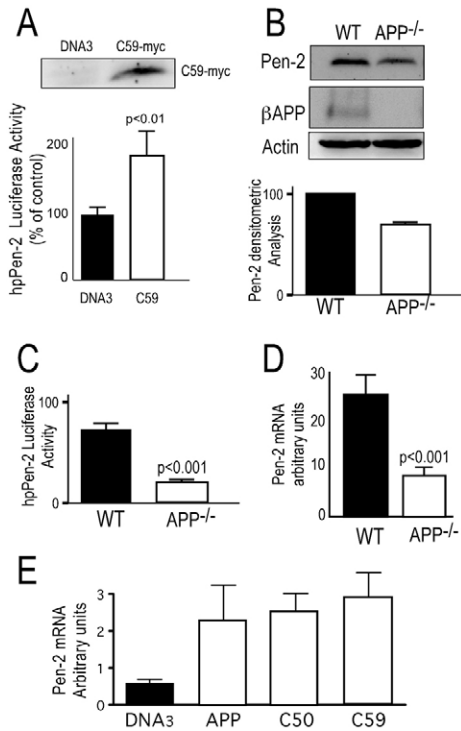 A
DNA3 C59-myc
C59-myc
hpPen-2 Luciferase Activity
(% of control)
200
100
0
p<0.01
DNA3 C59
B
WT APP-/-
Pen-2
βAPP
Actin
Pen-2 densitometric
Analysis
100
50
0
WT APP-/-
C
hpPen-2 Luciferase
Activity
100
0
p<0.001
WT APP-/-
D
Pen-2 mRNA
arbitrary units
30
20
10
0
p<0.001
WT APP-/-
E
Pen-2 mRNA
Arbitrary units
3
2
1
0
DNA3 APP C50 C59